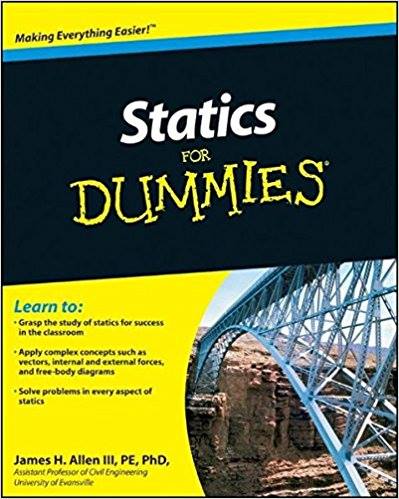 Making Everything Easier!™
Statics
FOR
DUMMIES®
Learn to:
• Grasp the study of statics for success
in the classroom
• Apply complex concepts such as
vectors, internal and external forces,
and free-body diagrams
• Solve problems in every aspect of
statics
James H. Allen III, PE, PhD,
Assistant Professor of Civil Engineering
University of Evansville